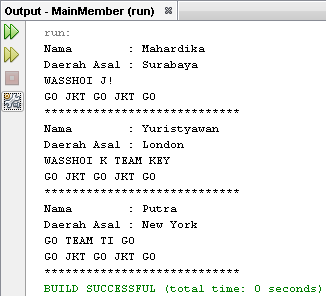 Output - MainMember (run)
run:
Nama        : Mahardika
Daerah Asal : Surabaya
WASSHOI J!
GO JKT GO JKT GO
****************************
Nama        : Yuristyawan
Daerah Asal : London
WASSHOI K TEAM KEY
GO JKT GO JKT GO
****************************
Nama        : Putra
Daerah Asal : New York
GO TEAM TI GO
GO JKT GO JKT GO
****************************
BUILD SUCCESSFUL (total time: 0 seconds)